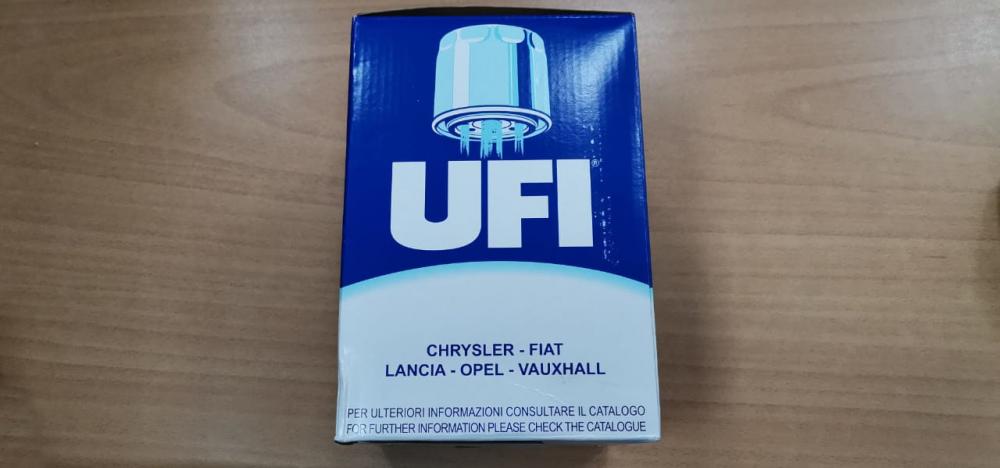 UFI®
CHRYSLER - FIAT
LANCIA - OPEL - VAUXHALL
PER ULTERIORI INFORMAZIONI CONSULTARE IL CATALOGO
FOR FURTHER INFORMATION PLEASE CHECK THE CATALOGUE